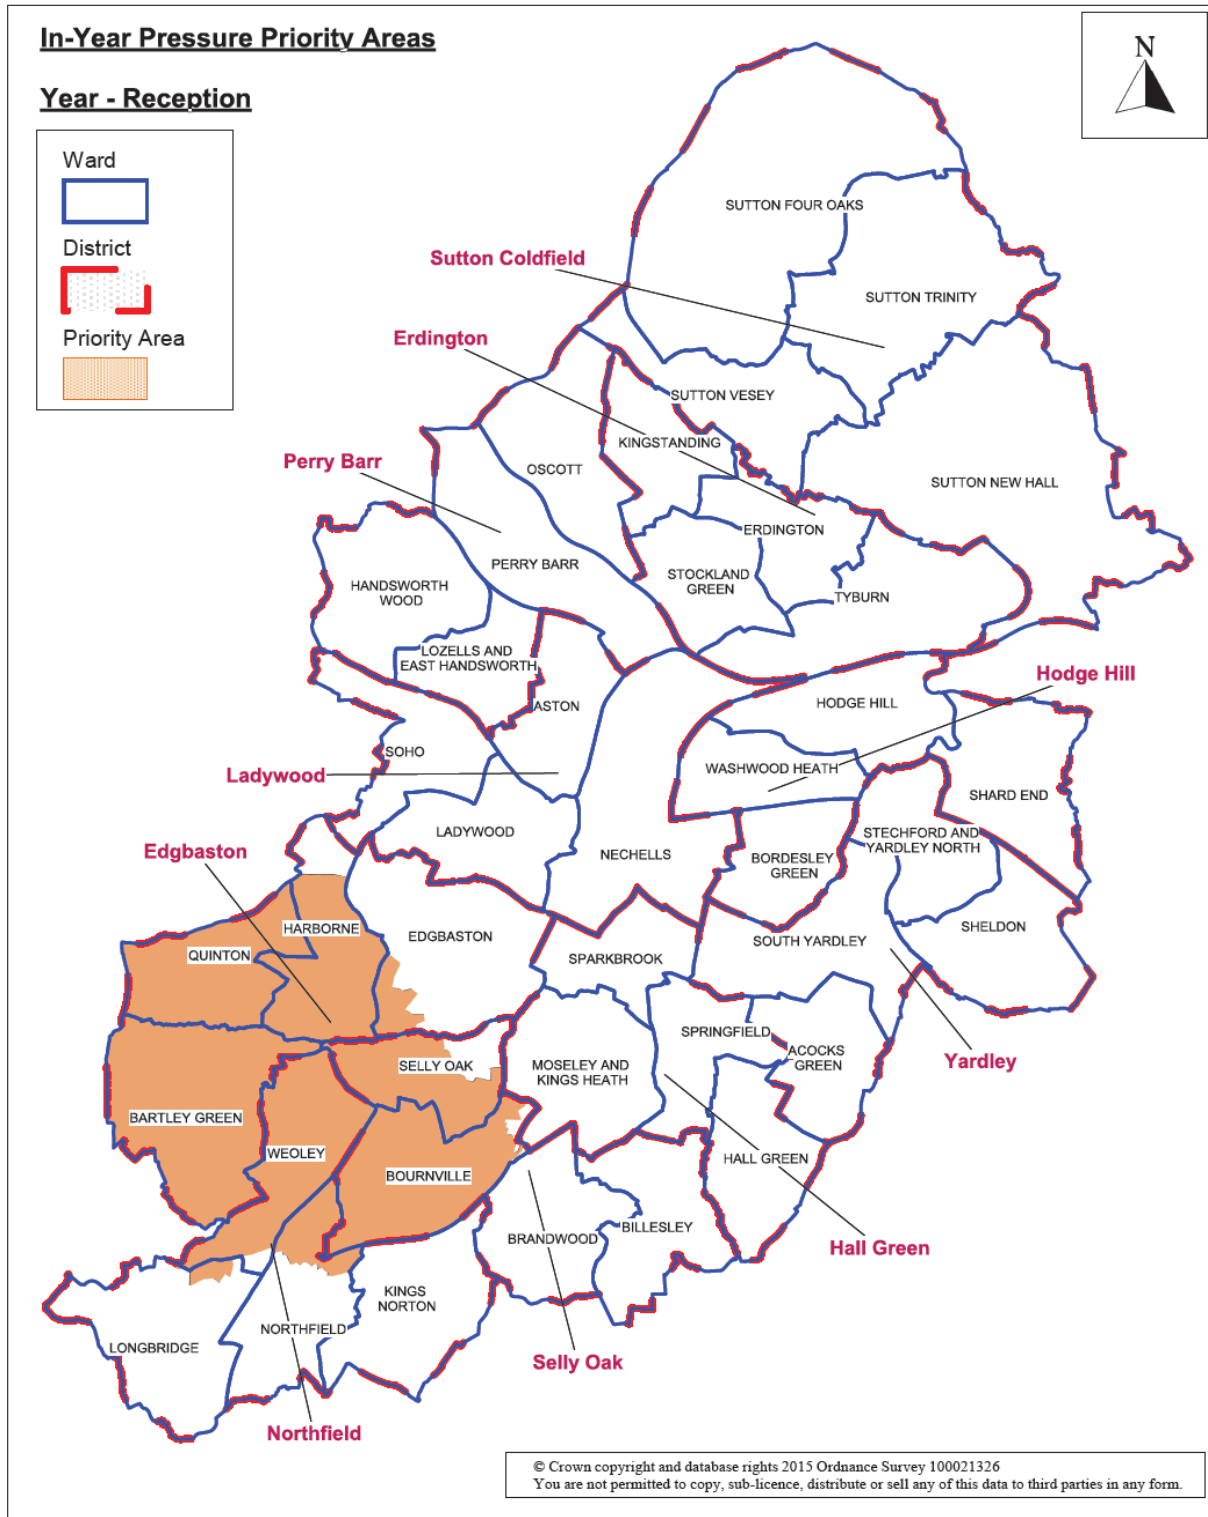 In-Year Pressure Priority Areas
Year - Reception
N
Ward
District
Priority Area
SUTTON FOUR OAKS
Sutton Coldfield
SUTTON TRINITY
Erdington
SUTTON VESEY
KINGSTANDING
Perry Barr
OSCOTT
SUTTON NEW HALL
ERDINGTON
PERRY BARR
STOCKLAND
GREEN
HANDSWORTH
WOOD
TYBURN
LOZELLS AND
EAST HANDSWORTH
Hodge Hill
ASTON
HODGE HILL
SOHO
Ladywood
WASHWOOD HEATH
SHARD END
LADYWOOD
STECHFORD AND
YARDLEY NORTH
Edgbaston
NECHELLS
BORDESLEY
GREEN
HARBORNE
EDGBASTON
SHELDON
SOUTH YARDLEY
QUINTON
SPARKBROOK
SPRINGFIELD
ACOCKS
GREEN
Yardley
SELLY OAK
MOSELEY AND
KINGS HEATH
BARTLEY GREEN
WEOLEY
HALL GREEN
BOURNVILLE
BILLESLEY
BRANDWOOD
Hall Green
KINGS
NORTON
NORTHFIELD
LONGBRIDGE
Selly Oak
Northfield
© Crown copyright and database rights 2015 Ordnance Survey 100021326
You are not permitted to copy, sub-licence, distribute or sell any of this data to third parties in any form.